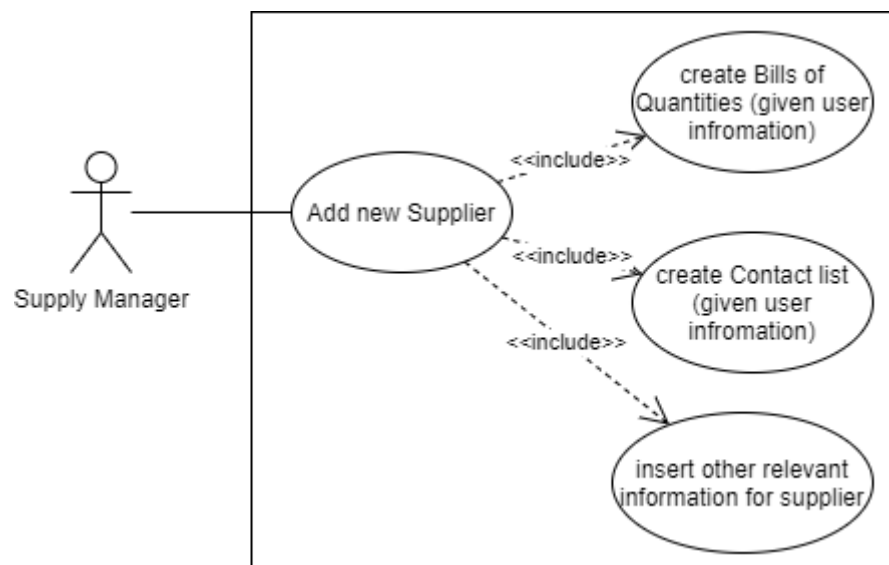 create Bills of
Quantities (given user
infromation)
<<include>>
Add new Supplier
<<include>>
create Contact list
(given user
infromation)
Supply Manager
<<include>>
insert other relevant
information for supplier